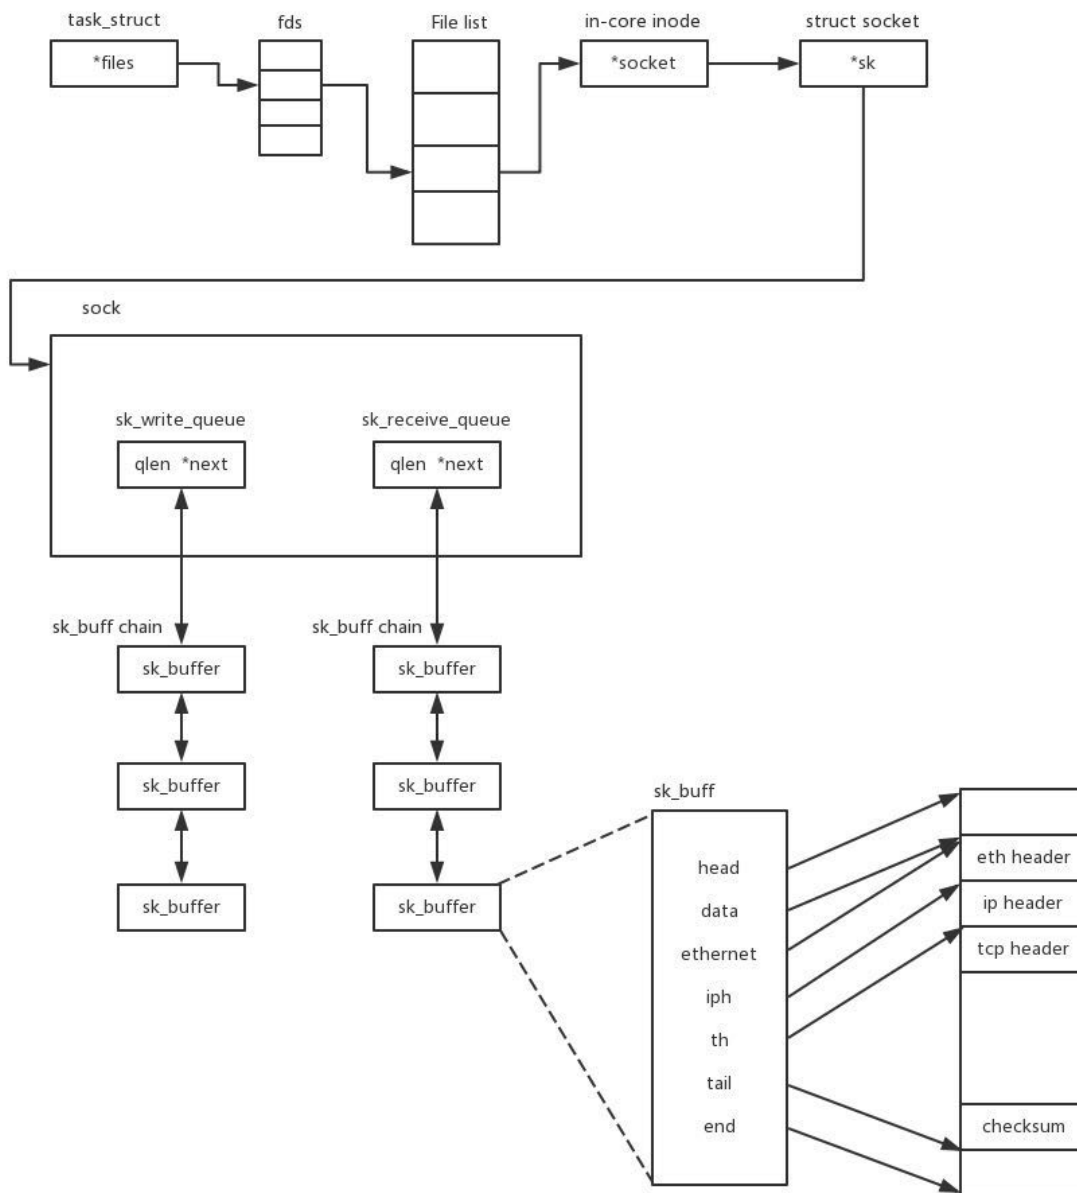 task_struct
fds
File list
in-core inode
struct socket
*files
*socket
*sk
sock
sk_write_queue
sk_receive_queue
qlen *next
qlen *next
sk_buff chain
sk_buff chain
sk_buffer
sk_buffer
sk_buffer
sk_buffer
sk_buffer
sk_buffer
sk_buff
head
data
ethernet
iph
th
tail
end
eth header
ip header
tcp header
checksum